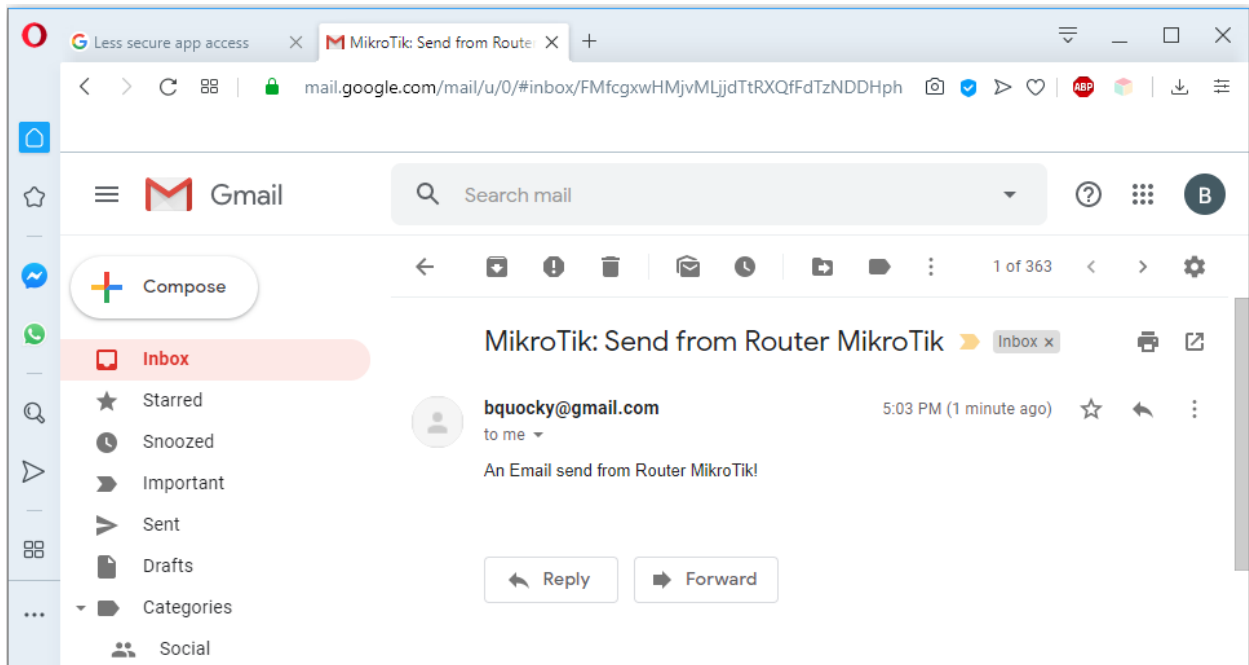 Less secure app access
MikroTik: Send from Route
mail.google.com/mail/u/0/#inbox/FMfcgxwHMjvMLjjdTtRXQfFdTzNDDHph
ABP
Gmail
Search mail
B
Compose
1 of 363
Inbox
Starred
Snoozed
Important
Sent
Drafts
Categories
Social
MikroTik: Send from Router MikroTik
Inbox x
bquocky@gmail.com
5:03 PM (1 minute ago)
to me
An Email send from Router MikroTik!
Reply
Forward